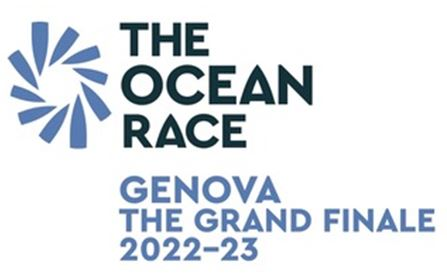 THE
OCEAN
RACE
GENOVA
THE GRAND FINALE
2022–23